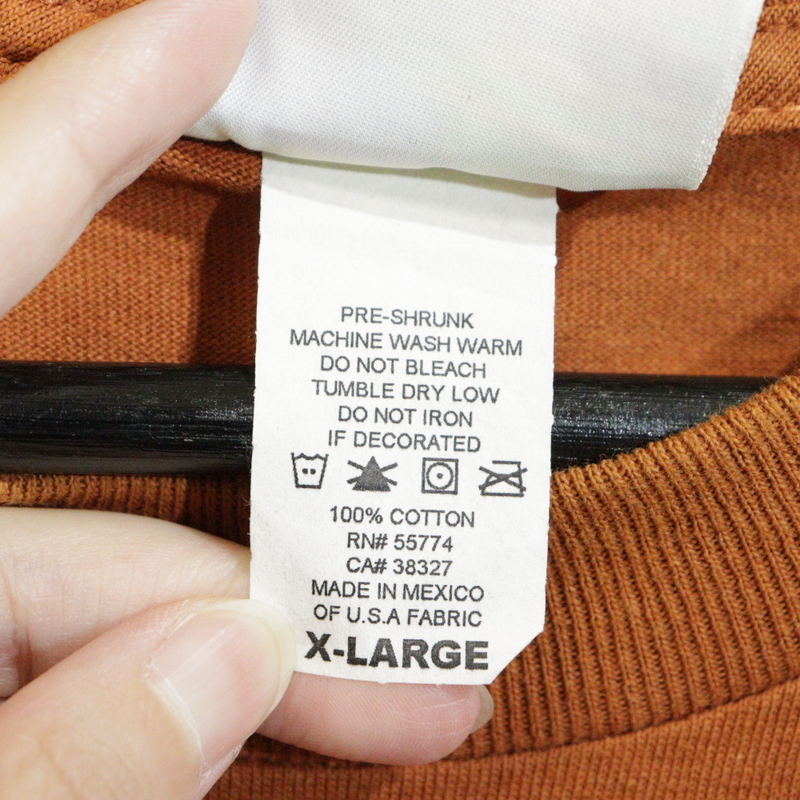 PRE-SHRUNK
MACHINE WASH WARM
DO NOT BLEACH
TUMBLE DRY LOW
DO NOT IRON
IF DECORATED
100% COTTON
RN# 55774
CA# 38327
MADE IN MEXICO
OF U.S.A FABRIC
X-LARGE